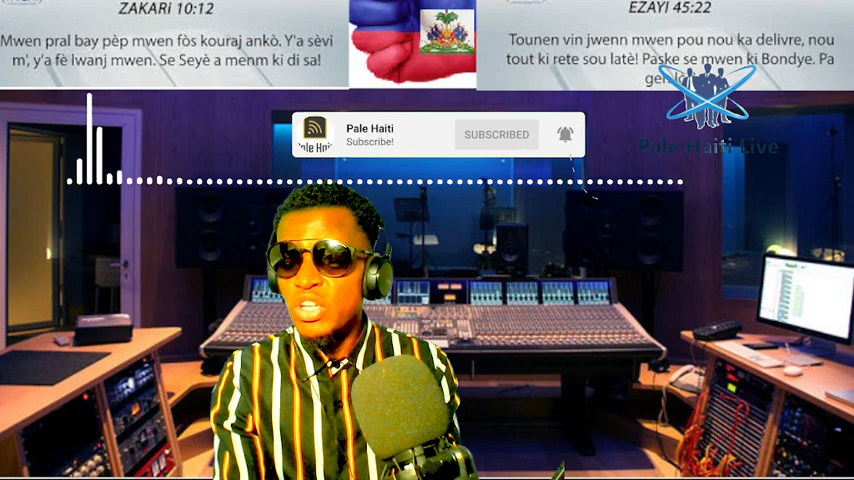 ZAKARi 10:12
Mwen pral bay pèp mwen fòs kouraj ankò. Y'a sèvi
m', y'a fè lwanj mwen. Se Seyè a menm ki di sa!
EZAYI 45:22
Tounen vin jwenn mwen pou nou ka delivre, nou
tout ki rete sou latè! Paske se mwen ki Bondye. Pa
Pale Haiti
Subscribe!
SUBSCRIBED
Pale Haiti Live